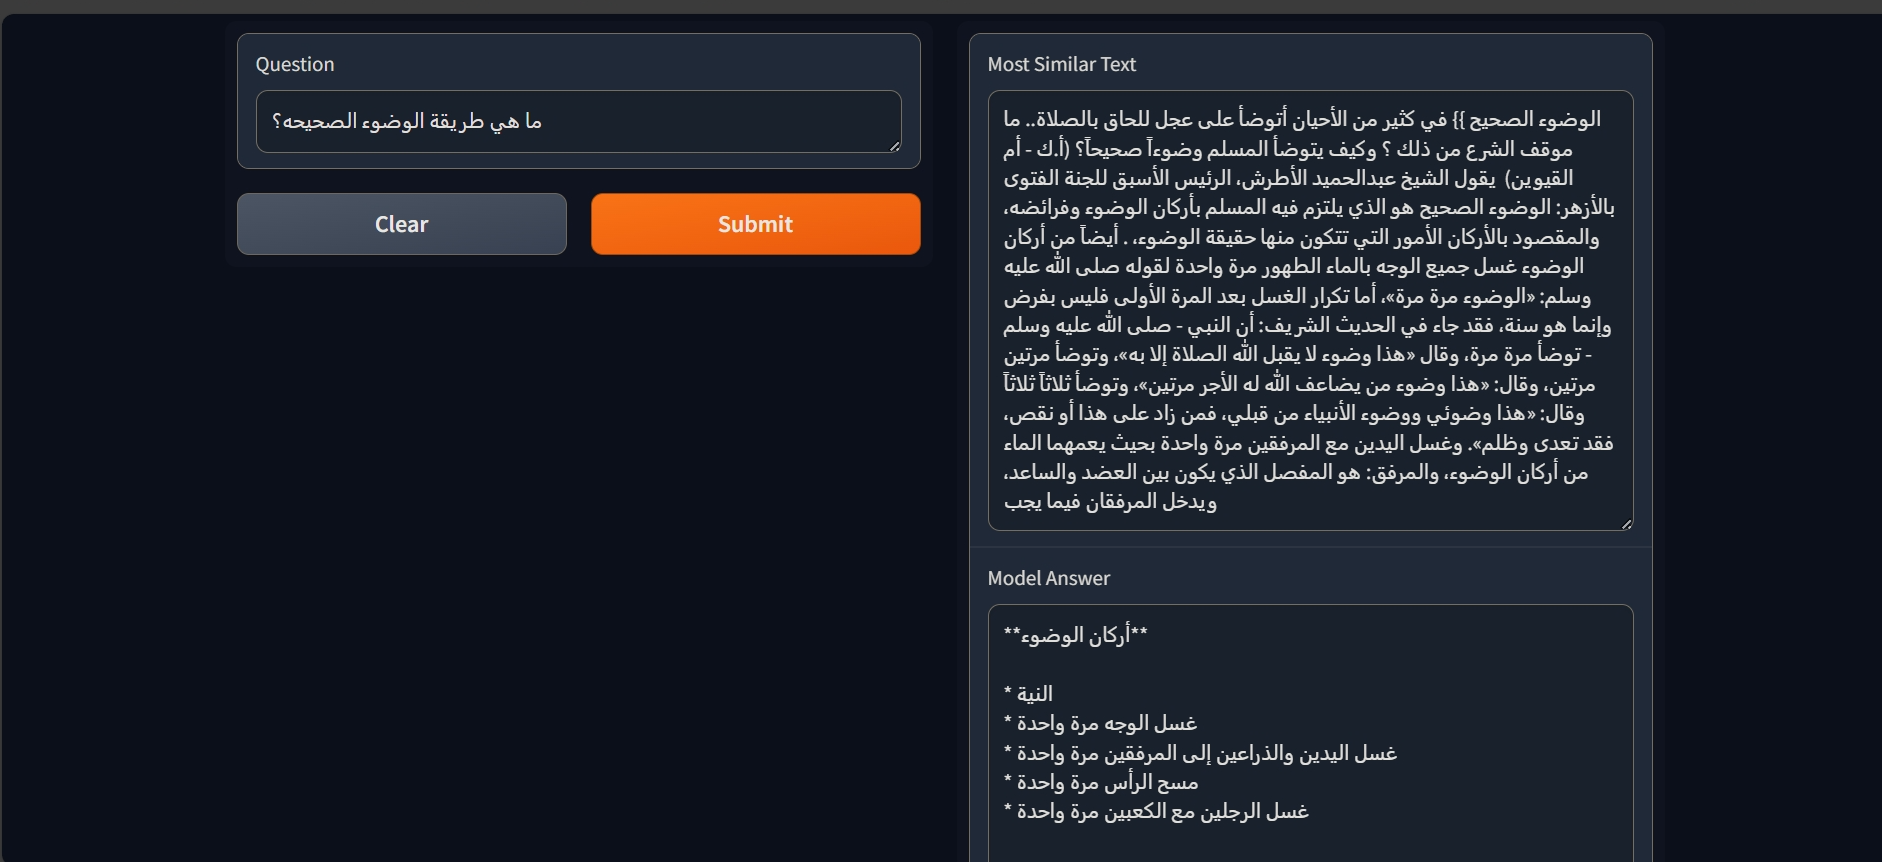 Question
ما هي طريقة الوضوء الصحيحه؟
Clear
Submit
Most Similar Text
الوضوء الصحيح }} في كثير من الأحيان أتوضأ على عجل للحاق بالصلاة.. ما
موقف الشرع من ذلك ؟ وكيف يتوضأ المسلم وضوءاً صحيحاً؟ (أ.ك - أم
القيوين)  يقول الشيخ عبدالحميد الأطرش، الرئيس الأسبق للجنة الفتوى
بالأزهر: الوضوء الصحيح هو الذي يلتزم فيه المسلم بأركان الوضوء وفرائضه،
والمقصود بالأركان الأمور التي تتكون منها حقيقة الوضوء، . أيضاً من أركان
الوضوء غسل جميع الوجه بالماء الطهور مرة واحدة لقوله صلى الله عليه
وسلم: «الوضوء مرة مرة»، أما تكرار الغسل بعد المرة الأولى فليس بفرض
وإنما هو سنة، فقد جاء في الحديث الشريف: أن النبي - صلى الله عليه وسلم
- توضأ مرة مرة، وقال «هذا وضوء لا يقبل الله الصلاة إلا به»، وتوضأ مرتين
مرتين، وقال: «هذا وضوء من يضاعف الله له الأجر مرتين»، وتوضأ ثلاثاً ثلاثاً
وقال: «هذا وضوئي ووضوء الأنبياء من قبلي، فمن زاد على هذا أو نقص،
فقد تعدى وظلم». وغسل اليدين مع المرفقين مرة واحدة بحيث يعمهما الماء
من أركان الوضوء، والمرفق: هو المفصل الذي يكون بين العضد والساعد،
ويدخل المرفقان فيما يجب
Model Answer
**أركان الوضوء**
* النية
* غسل الوجه مرة واحدة
* غسل اليدين والذراعين إلى المرفقين مرة واحدة
* مسح الرأس مرة واحدة
* غسل الرجلين مع الكعبين مرة واحدة